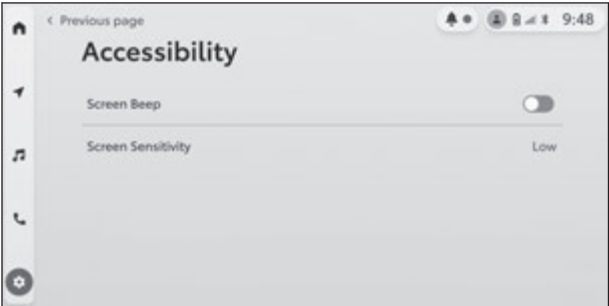 < Previous page
9:48
Accessibility
Screen Beep
Screen Sensitivity
Low